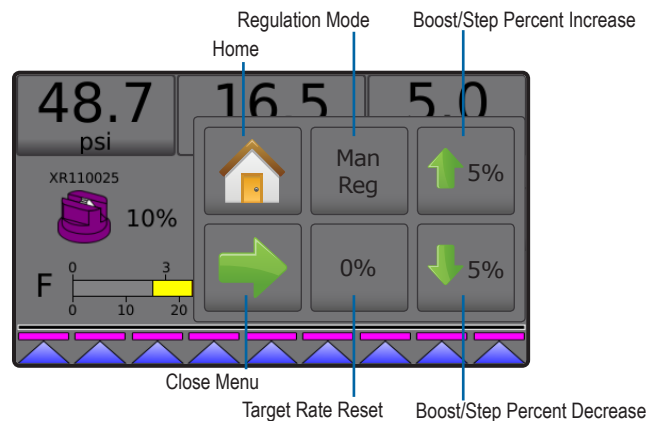 Regulation Mode
Boost/Step Percent Increase
Home
48.7
16.5
5.0
psi
XR110025
10%
Man
Reg
5%
F
0
3
0
10
20
0%
5%
Close Menu
Target Rate Reset
Boost/Step Percent Decrease